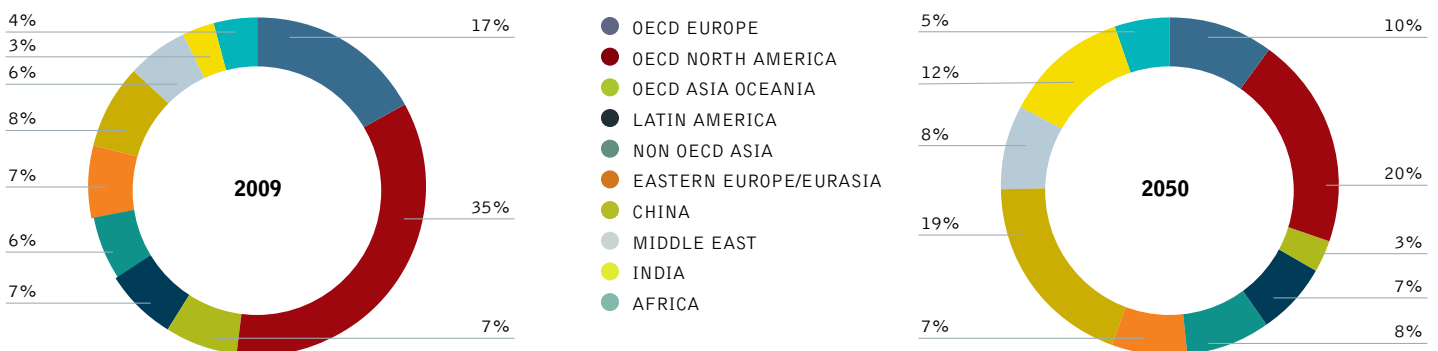 4%
3%
6%
8%
7%
6%
7%
17%
35%
7%
2009
OECD EUROPE
OECD NORTH AMERICA
OECD ASIA OCEANIA
LATIN AMERICA
NON OECD ASIA
EASTERN EUROPE/EURASIA
CHINA
MIDDLE EAST
INDIA
AFRICA
5%
12%
8%
19%
7%
10%
20%
3%
7%
8%
2050